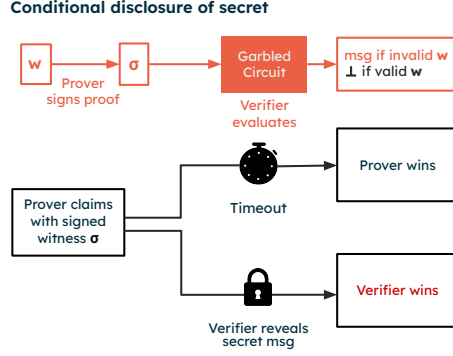 Conditional disclosure of secret
w
σ
Prover
signs proof
Garbled
Circuit
Verifier
evaluates
msg if invalid w
⊥ if valid w
Prover claims
with signed
witness σ
Timeout
Prover wins
Verifier reveals
secret msg
Verifier wins